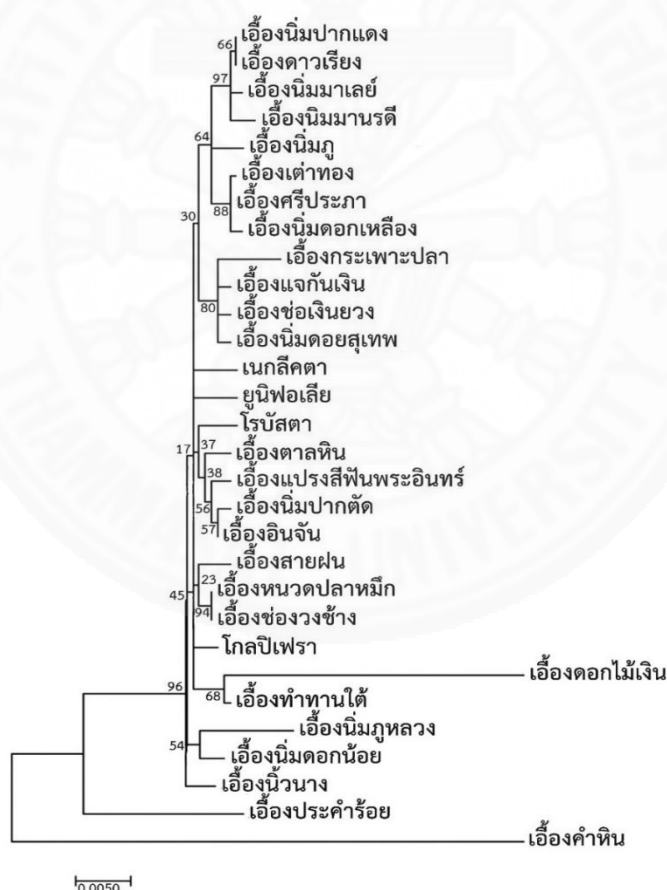 เอื้องนิ่มปากแดง
66
เอื้องดาวเรียง
97
เอื้องนิ่มมาเลย์
เอื้องนิมมานรดี
64
เอื้องนิ่มภู
เอื้องเต่าทอง
เอื้องศรีประภา
88
30
เอื้องนิ่มดอกเหลือง
เอื้องกระเพาะปลา
เอื้องแจกันเงิน
80
เอื้องช่อเงินยวง
เอื้องนิ่มดอยสุเทพ
เนกลีคตา
ยูนิฟอเลีย
โรบัสตา
17
37
เอื้องตาลหิน
38
เอื้องแปรงสีฟันพระอินทร์
56
เอื้องนิ่มปากตัด
57
เอื้องอินจัน
เอื้องสายฝน
23
เอื้องหนวดปลาหมึก
45
94
เอื้องช่องวงช้าง
โกลปิเฟรา
เอื้องดอกไม้เงิน
96
68
เอื้องทำทานใต้
เอื้องนิ่มภูหลวง
54
เอื้องนิ่มดอกน้อย
เอื้องนิ้วนาง
เอื้องประคำร้อย
เอื้องคำหิน
0.0050